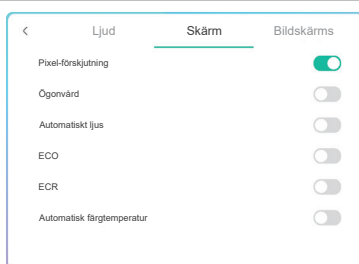 Ljud Skärm Bildskärms
Pixel-förskjutning
Ögonvård
Automatiskt ljus
ECO
ECR
Automatisk färgtemperatur